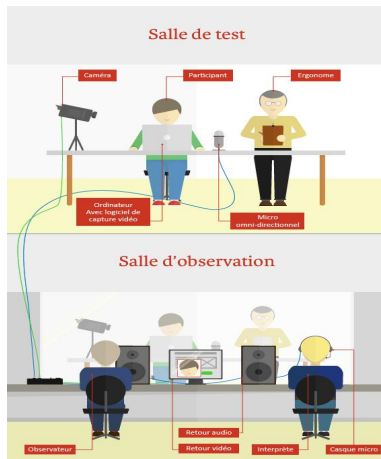 Salle de test
Caméra
Participant
Ergonome
Ordinateur
Avec logiciel de
capture vidéo
Micro
omni-directionnel
Salle d'observation
Retour audio
Observateur
Retour vidéo
Interprète
Casque micro